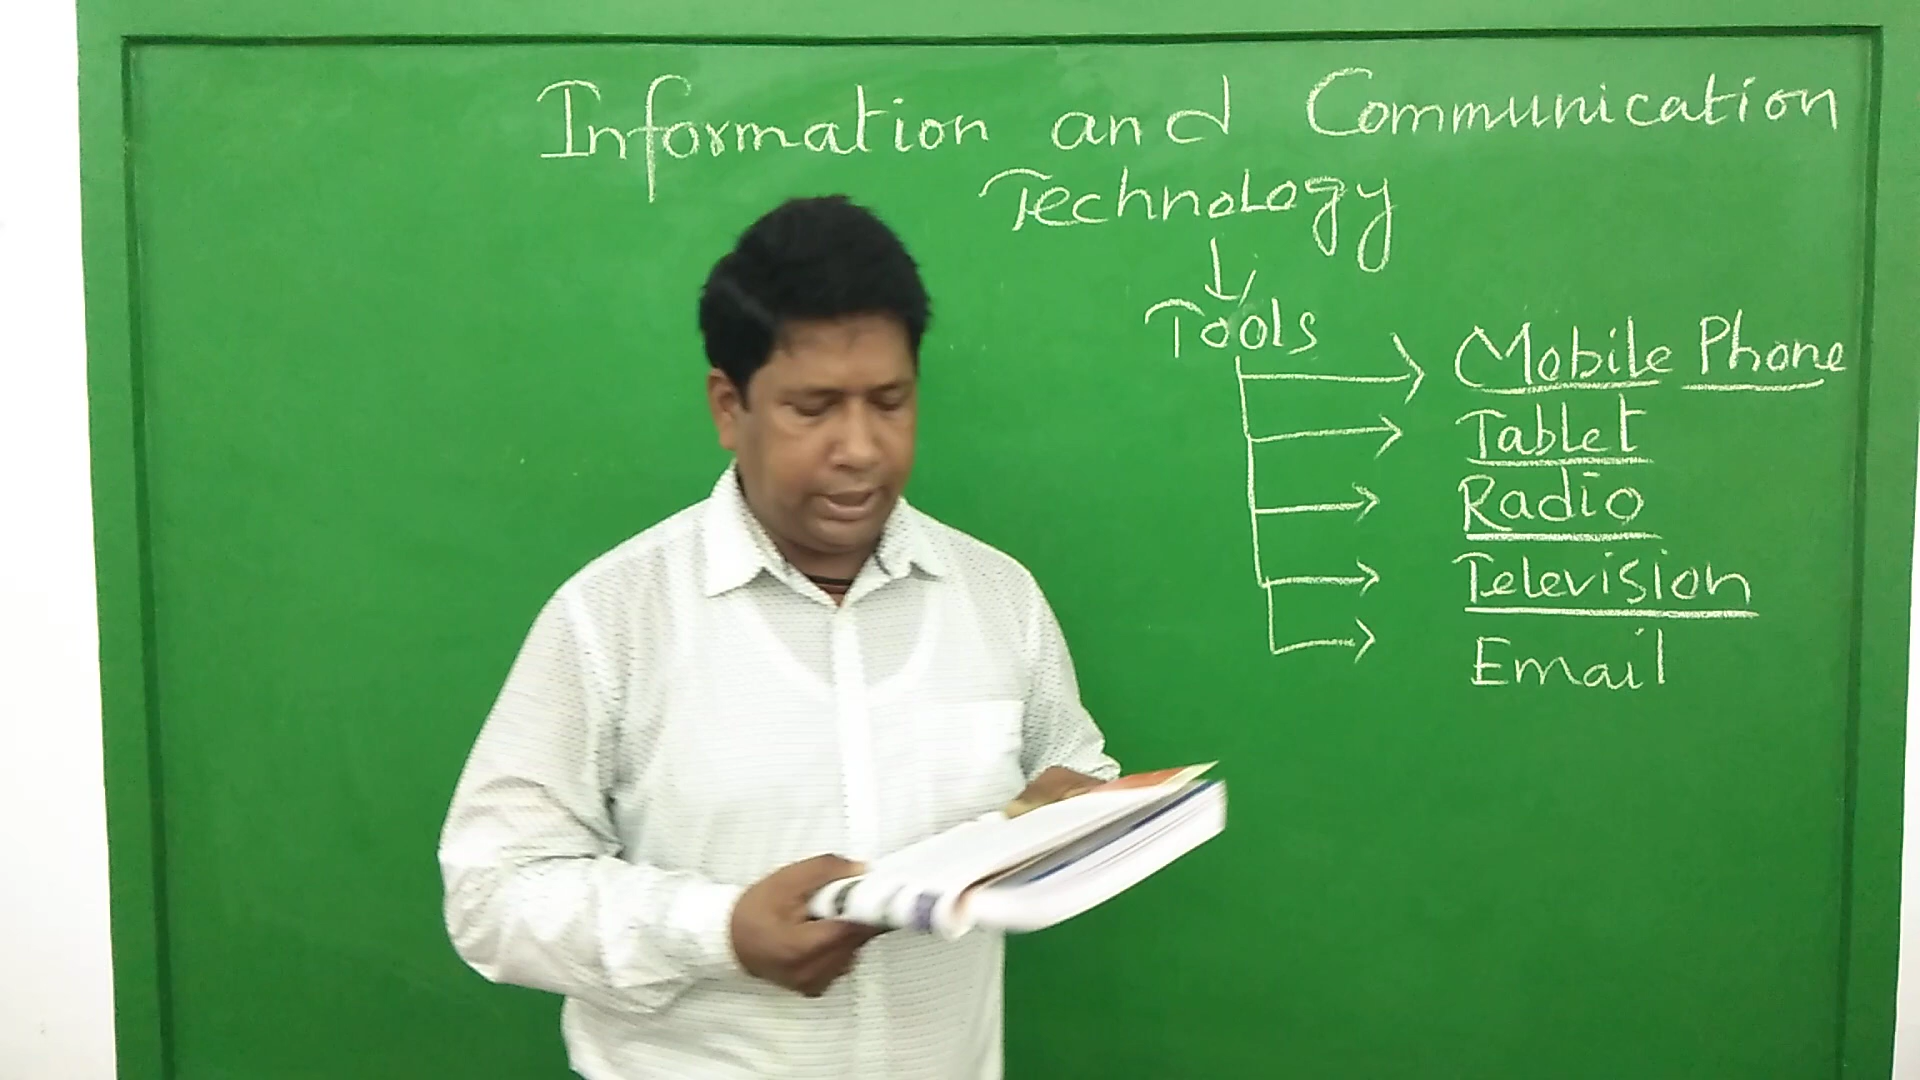 Information and Communication
Technology
Tools
Mobile Phone
Tablet
Radio
Television
Email